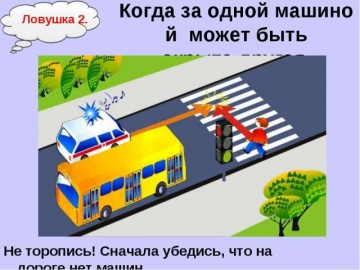 Ловушка 2.
Когда за одной машино
й может быть
Не торопись! Сначала убедись, что на
дороге нет машин